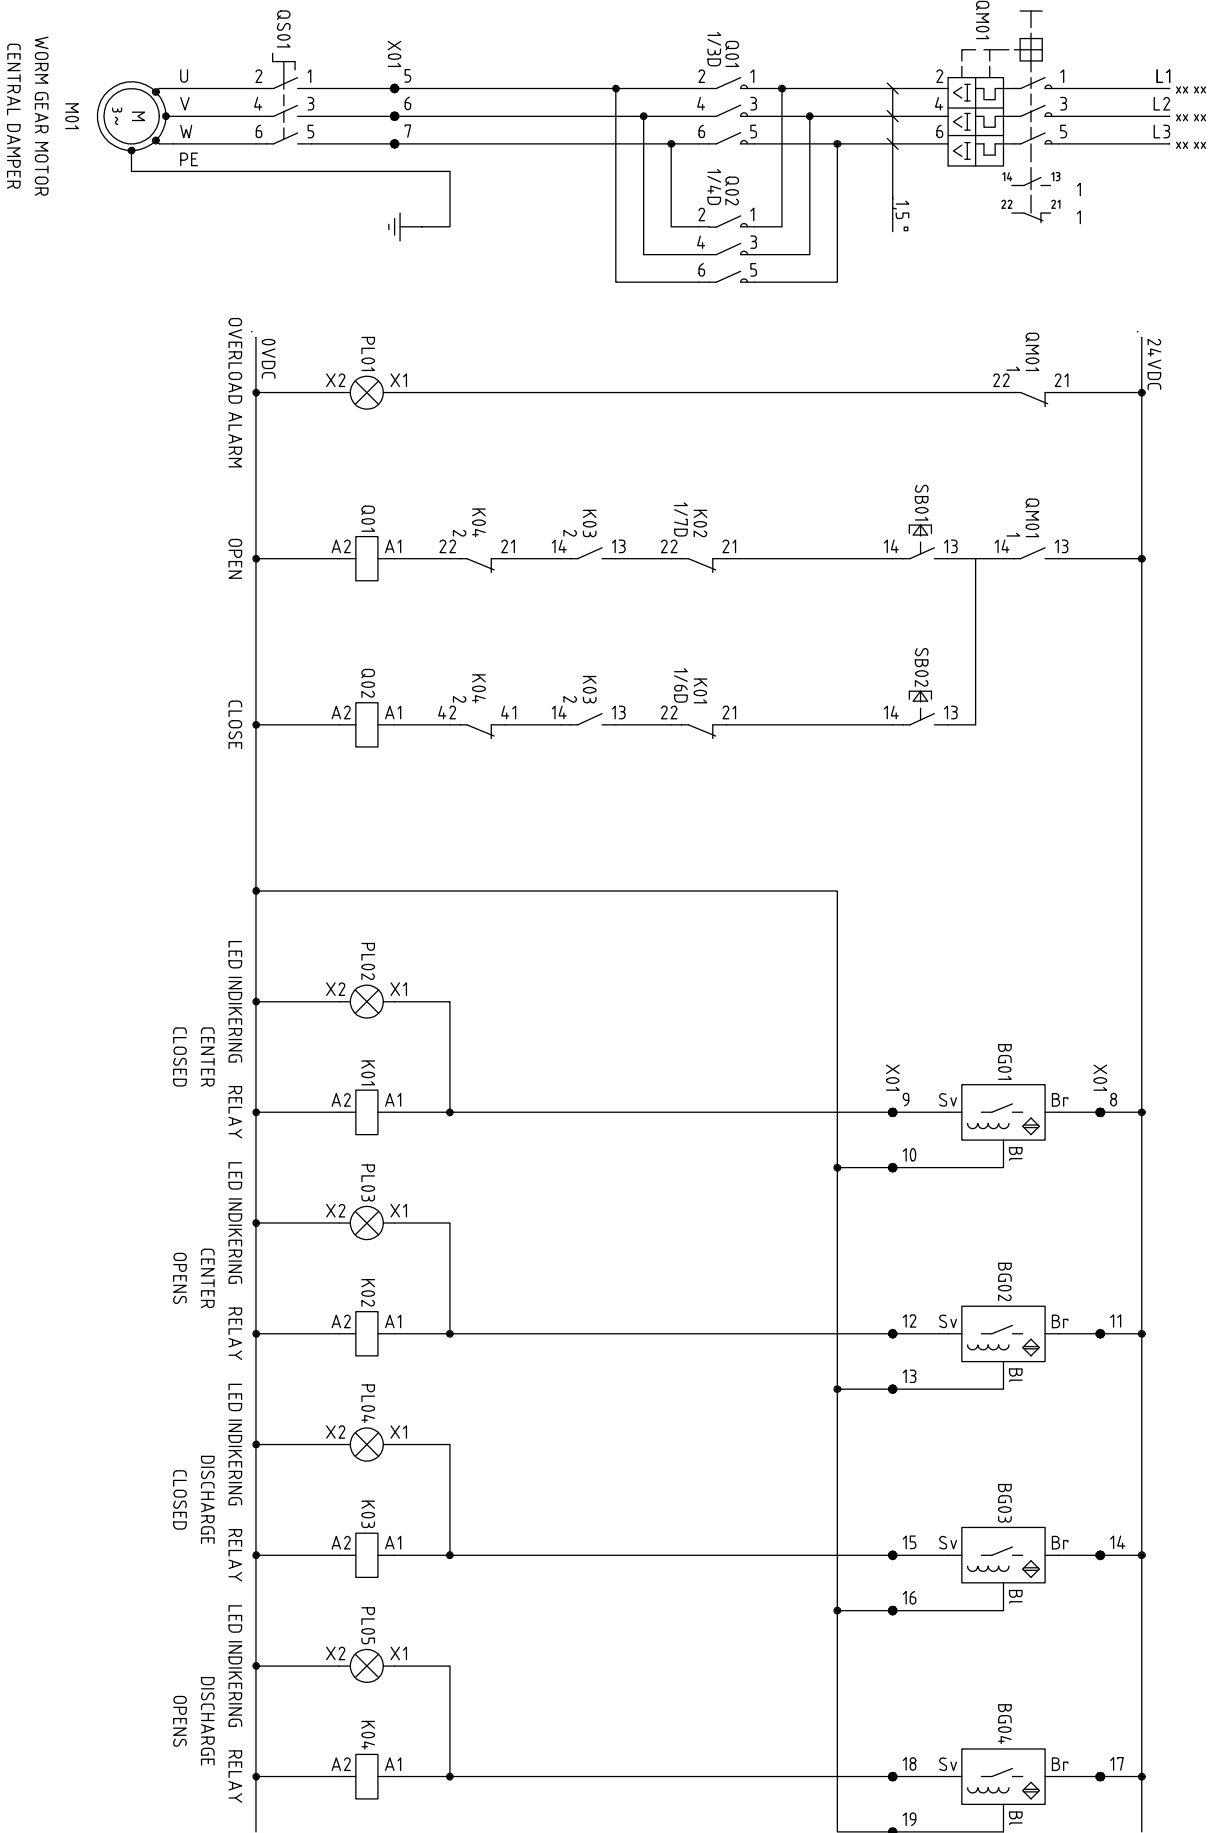 L1 xx xx
L2 xx xx
L3 xx xx
QM01
1 3 5
2 4 6
14 13 1
22 21 1
1,5 ▫
Q01
1/3D
2 1
4 3
6 5
Q02
1/4D
2 1
4 3
6 5
X01
5
6
7
QS01
2 1
4 3
6 5
U
V
W
PE
M
3~
M01
WORM GEAR MOTOR
CENTRAL DAMPER
24VDC
0VDC
QM01
1
22 21
PL01
X2 X1
OVERLOAD ALARM
QM01
1
14 13
SB01
14 13
K02
1/7D
22 21
K03
2
14 13
K04
2
22 21
Q01
A2 A1
OPEN
SB02
14 13
K01
1/6D
22 21
K03
2
14 13
K04
2
42 41
Q02
A2 A1
CLOSE
X01
8
BG01
Sv Br
Bl
X01
9
10
PL02
X2 X1
K01
A2 A1
LED INDIKERING RELAY
CENTER
CLOSED
11
BG02
Sv Br
Bl
12
13
PL03
X2 X1
K02
A2 A1
LED INDIKERING RELAY
CENTER
OPENS
14
BG03
Sv Br
Bl
15
16
PL04
X2 X1
K03
A2 A1
LED INDIKERING RELAY
DISCHARGE
CLOSED
17
BG04
Sv Br
Bl
18
19
PL05
X2 X1
K04
A2 A1
LED INDIKERING RELAY
DISCHARGE
OPENS